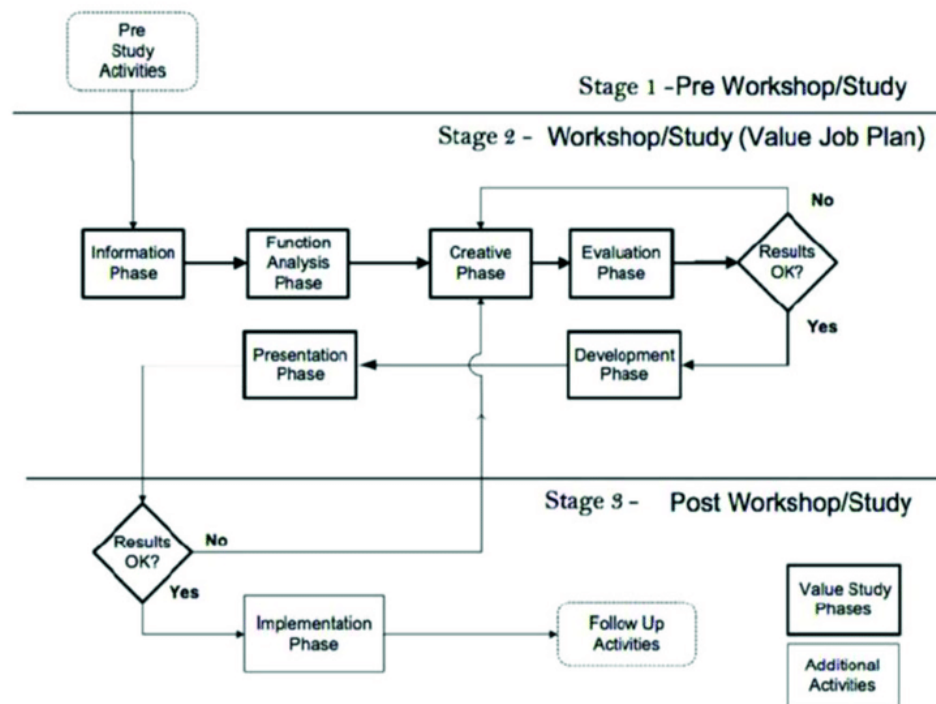 Pre
Study
Activities
Stage 1 -Pre Workshop/Study
Stage 2 - Workshop/Study (Value Job Plan)
No
Information
Phase
Function
Analysis
Phase
Creative
Phase
Evaluation
Phase
Results
OK?
Yes
Presentation
Phase
Development
Phase
Stage 3 - Post Workshop/Study
Results
OK?
No
Yes
Implementation
Phase
Follow Up
Activities
Value Study
Phases
Additional
Activities